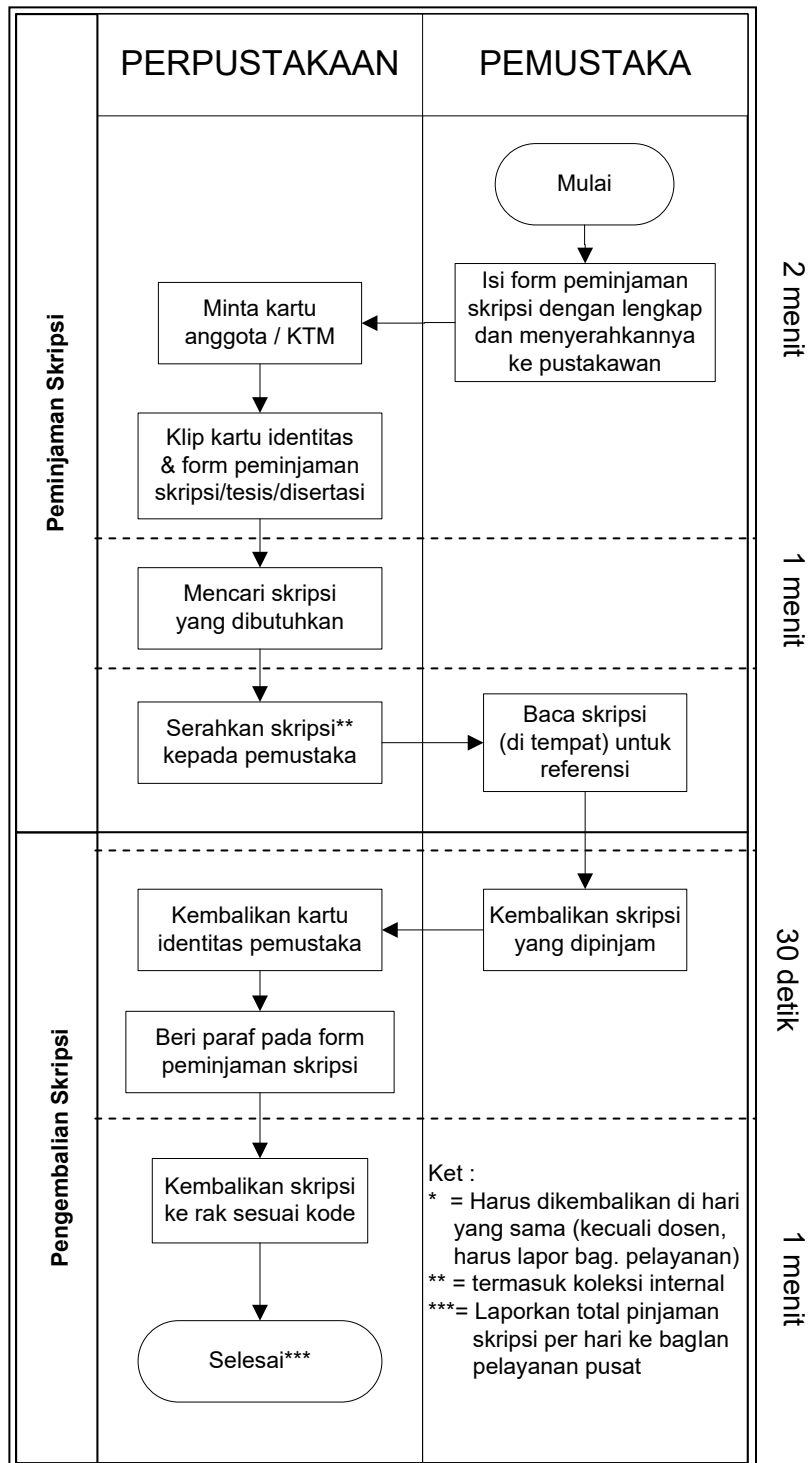 PERPUSTAKAAN
PEMUSTAKA
Peminjaman Skripsi
Mulai
Isi form peminjaman
skripsi dengan lengkap
dan menyerahkannya
ke pustakawan
2 menit
Minta kartu
anggota / KTM
Klip kartu identitas
& form peminjaman
skripsi/tesis/disertasi
Mencari skripsi
yang dibutuhkan
1 menit
Serahkan skripsi**
kepada pemustaka
Baca skripsi
(di tempat) untuk
referensi
Pengembalian Skripsi
Kembalikan skripsi
yang dipinjam
Kembalikan kartu
identitas pemustaka
30 detik
Beri paraf pada form
peminjaman skripsi
Kembalikan skripsi
ke rak sesuai kode
1 menit
Selesai***
Ket :
* = Harus dikembalikan di hari
yang sama (kecuali dosen,
harus lapor bag. pelayanan)
** = termasuk koleksi internal
***= Laporkan total pinjaman
skripsi per hari ke bagIan
pelayanan pusat